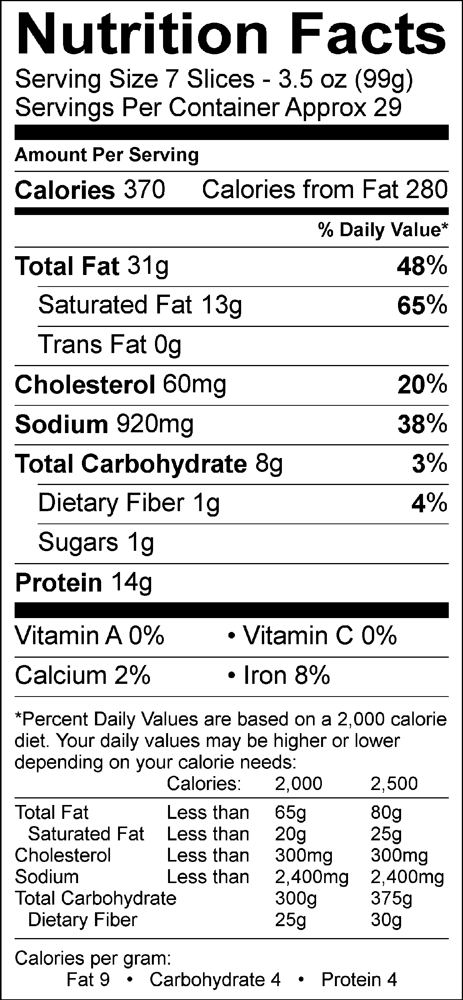 Nutrition Facts
Serving Size 7 Slices - 3.5 oz (99g)
Servings Per Container Approx 29
Amount Per Serving
Calories 370 Calories from Fat 280
% Daily Value*
Total Fat 31g 48%
Saturated Fat 13g 65%
Trans Fat 0g
Cholesterol 60mg 20%
Sodium 920mg 38%
Total Carbohydrate 8g 3%
Dietary Fiber 1g 4%
Sugars 1g
Protein 14g
Vitamin A 0% • Vitamin C 0%
Calcium 2% • Iron 8%
*Percent Daily Values are based on a 2,000 calorie
diet. Your daily values may be higher or lower
depending on your calorie needs:
Calories: 2,000 2,500
Total Fat Less than 65g 80g
Saturated Fat Less than 20g 25g
Cholesterol Less than 300mg 300mg
Sodium Less than 2,400mg 2,400mg
Total Carbohydrate 300g 375g
Dietary Fiber 25g 30g
Calories per gram:
Fat 9 • Carbohydrate 4 • Protein 4